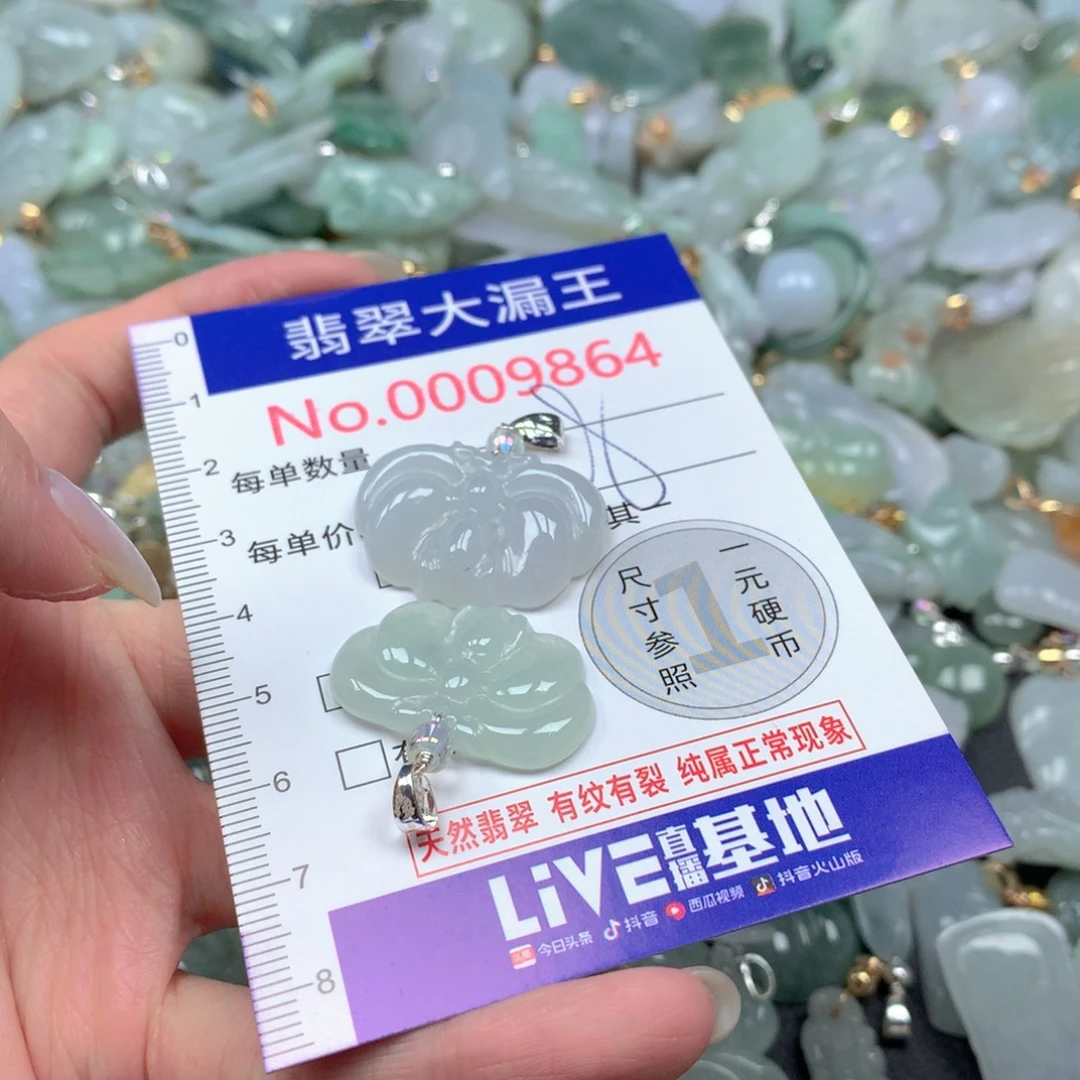 翡翠大漏王
No.0009864
每单数量
每单价
其
0
1
2
3
4
5
6
7
8
尺寸参照
1
一元硬币
天然翡翠 有纹有裂 纯属正常现象
LiVE直播基地
今日头条 抖音 西瓜视频 抖音火山版